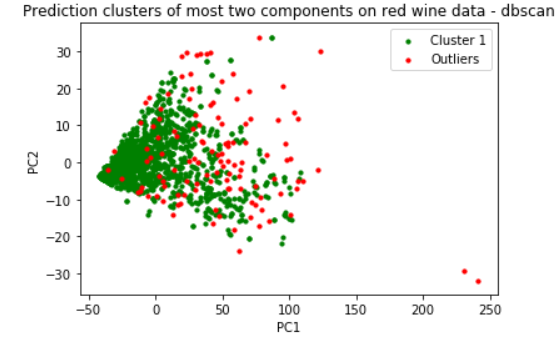 Prediction clusters of most two components on red wine data - dbscan
Cluster 1
Outliers
PC2
30
20
10
0
−10
−20
−30
−50 0 50 100 150 200 250
PC1